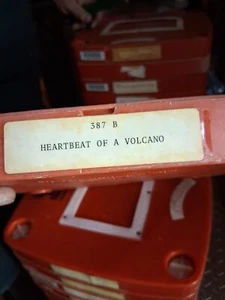 387 B
HEARTBEAT OF A VOLCANO